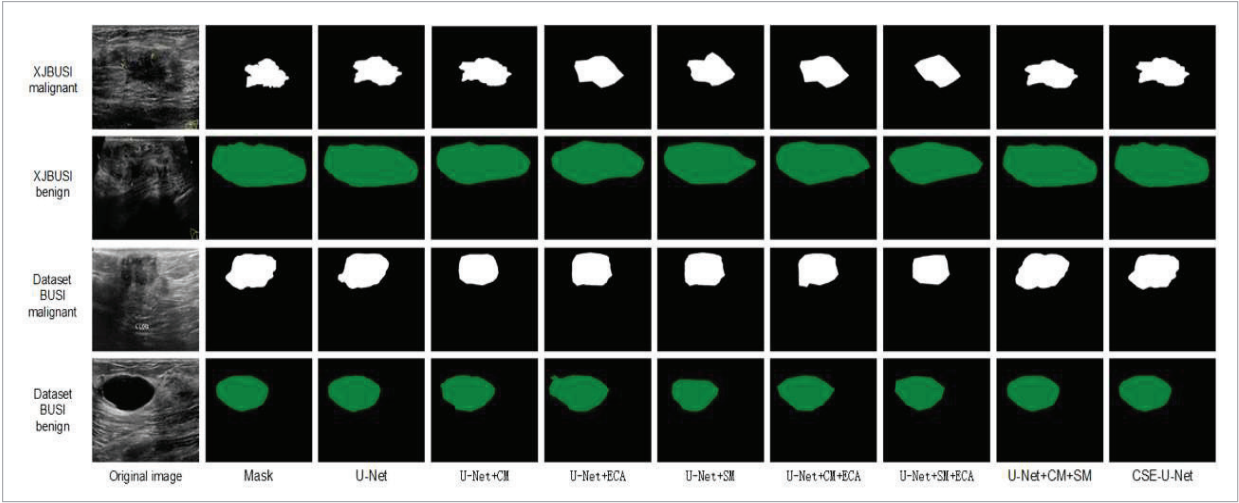 XJBUSI
malignant
XJBUSI
benign
Dataset
BUSI
malignant
Dataset
BUSI
benign
Original image Mask U-Net U-Net+CM U-Net+ECA U-Net+SM U-Net+CM+ECA U-Net+SM+ECA U-Net+CM+SM CSE-U-Net